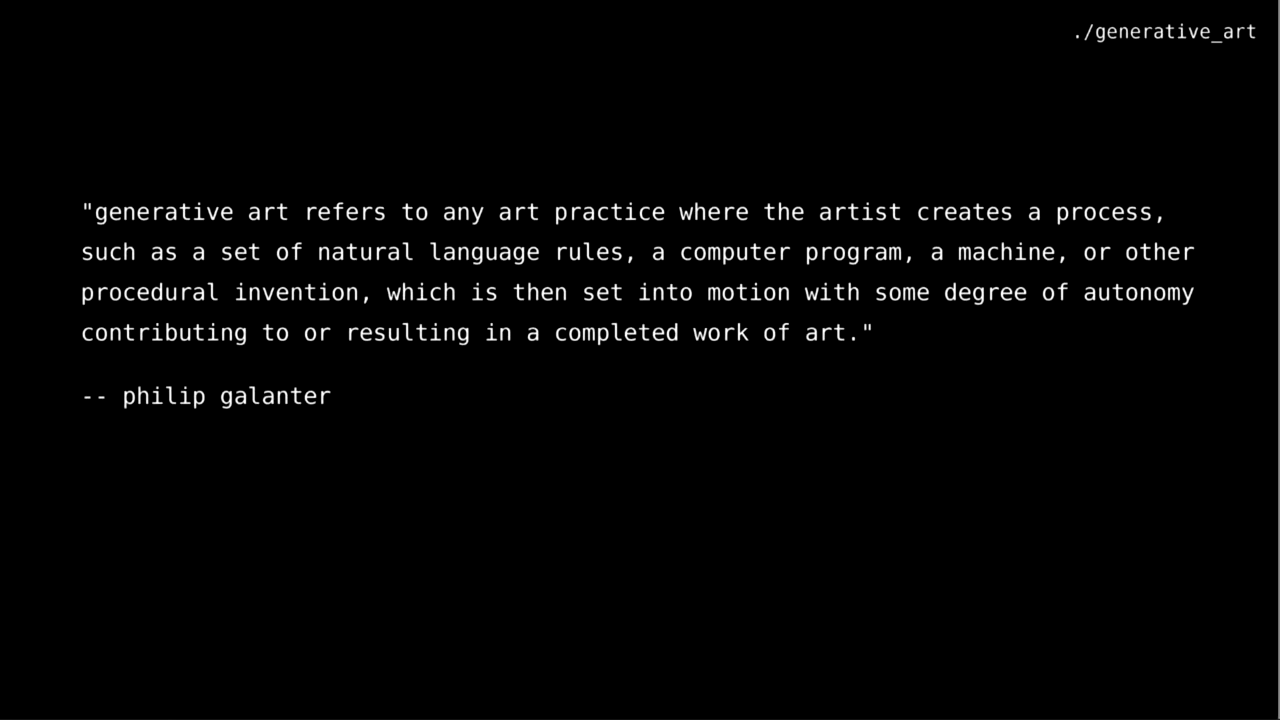 ./generative_art
"generative art refers to any art practice where the artist creates a process,
such as a set of natural language rules, a computer program, a machine, or other
procedural invention, which is then set into motion with some degree of autonomy
contributing to or resulting in a completed work of art."
-- philip galanter